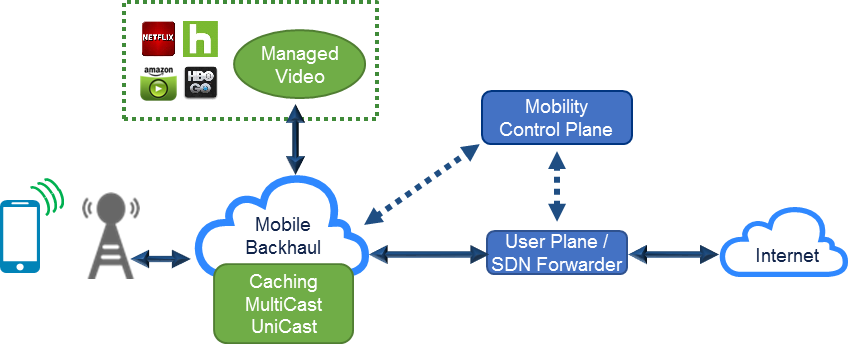 NETFLIX
h
Managed
Video
amazon
HBO
GO
Mobility
Control Plane
Mobile
Backhaul
User Plane /
SDN Forwarder
Internet
Caching
MultiCast
UniCast